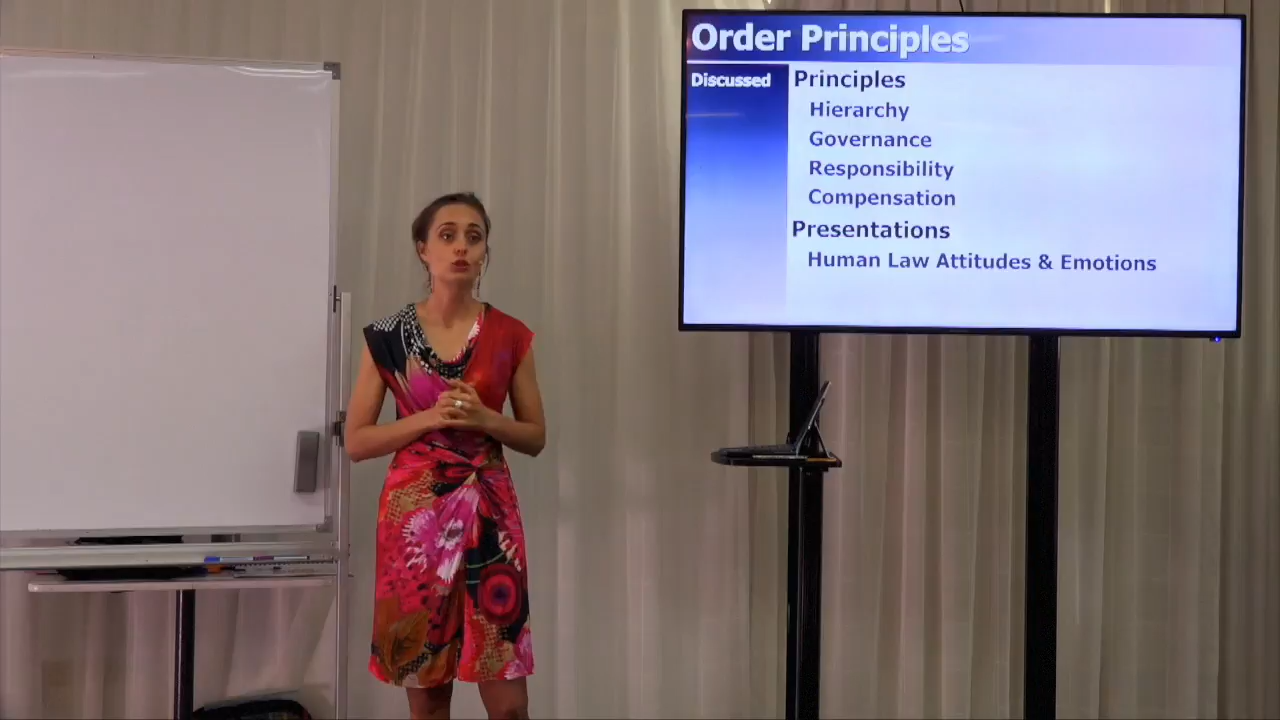 Order Principles
Discussed
Principles
Hierarchy
Governance
Responsibility
Compensation
Presentations
Human Law Attitudes & Emotions